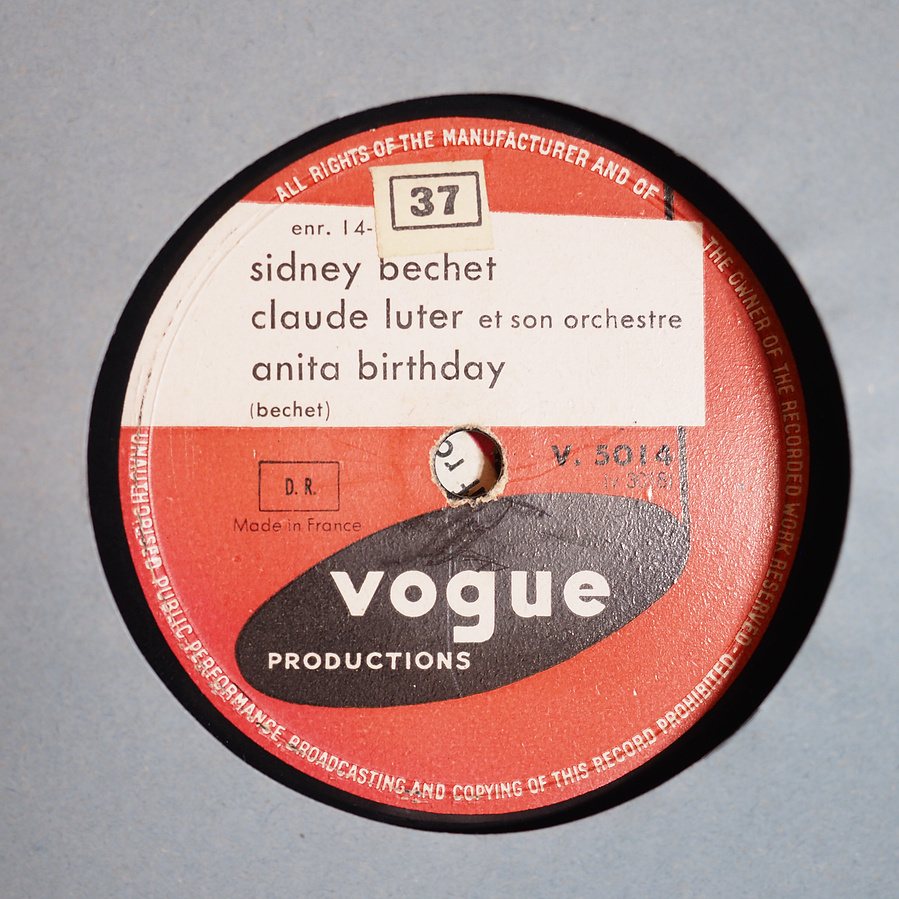 ALL RIGHTS OF THE MANUFACTURER AND OF THE OWNER OF THE RECORDED WORK RESERVED - UNAUTHORISED PUBLIC PERFORMANCE, BROADCASTING AND COPYING OF THIS RECORD PROHIBITED -
37
enr. 14-
sidney bechet
claude luter et son orchestre
anita birthday
(bechet)
V. 5014
D. R.
Made in France
vogue
PRODUCTIONS